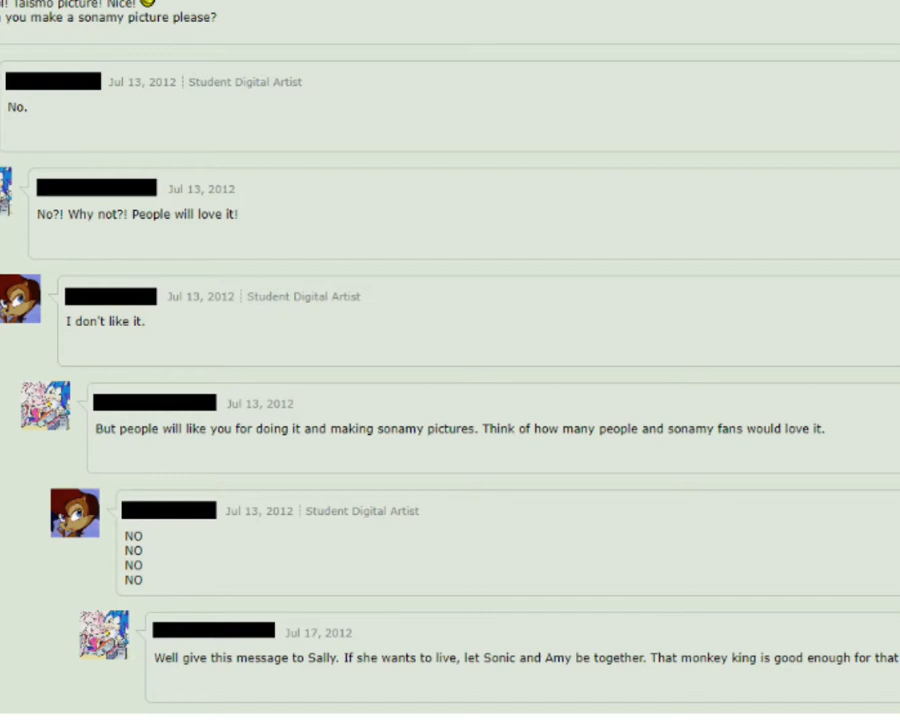 Taismo picture! Nice!
you make a sonamy picture please?
Jul 13, 2012 Student Digital Artist
No.
Jul 13, 2012
No?! Why not?! People will love it!
Jul 13, 2012 Student Digital Artist
I don't like it.
Jul 13, 2012
But people will like you for doing it and making sonamy pictures. Think of how many people and sonamy fans would love it.
Jul 13, 2012 Student Digital Artist
NO
NO
NO
NO
Jul 17, 2012
Well give this message to Sally. If she wants to live, let Sonic and Amy be together. That monkey king is good enough for that